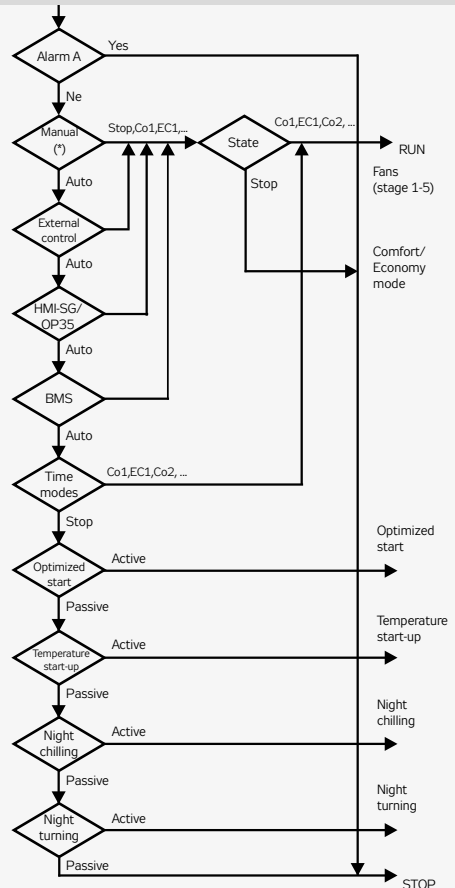 Alarm A
Yes
Ne
Manual
(*)
Stop,Co1,EC1,...
State
Co1,EC1,Co2, ...
RUN
Fans
(stage 1-5)
Auto
Stop
External
control
Comfort/
Economy
mode
Auto
HMI-SG/
OP35
Auto
BMS
Auto
Time
modes
Co1,EC1,Co2, ...
Stop
Optimized
start
Optimized
start
Active
Passive
Temperature
start-up
Temperature
start-up
Active
Passive
Night
chilling
Night
chilling
Active
Passive
Night
turning
Night
turning
Active
Passive
STOP